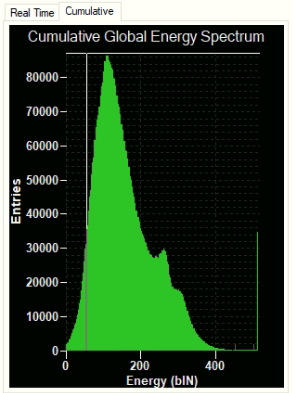 Real Time Cumulative
Cumulative Global Energy Spectrum
80000
70000
60000
50000
40000
30000
20000
10000
0
Entries
0 200 400
Energy (bIN)